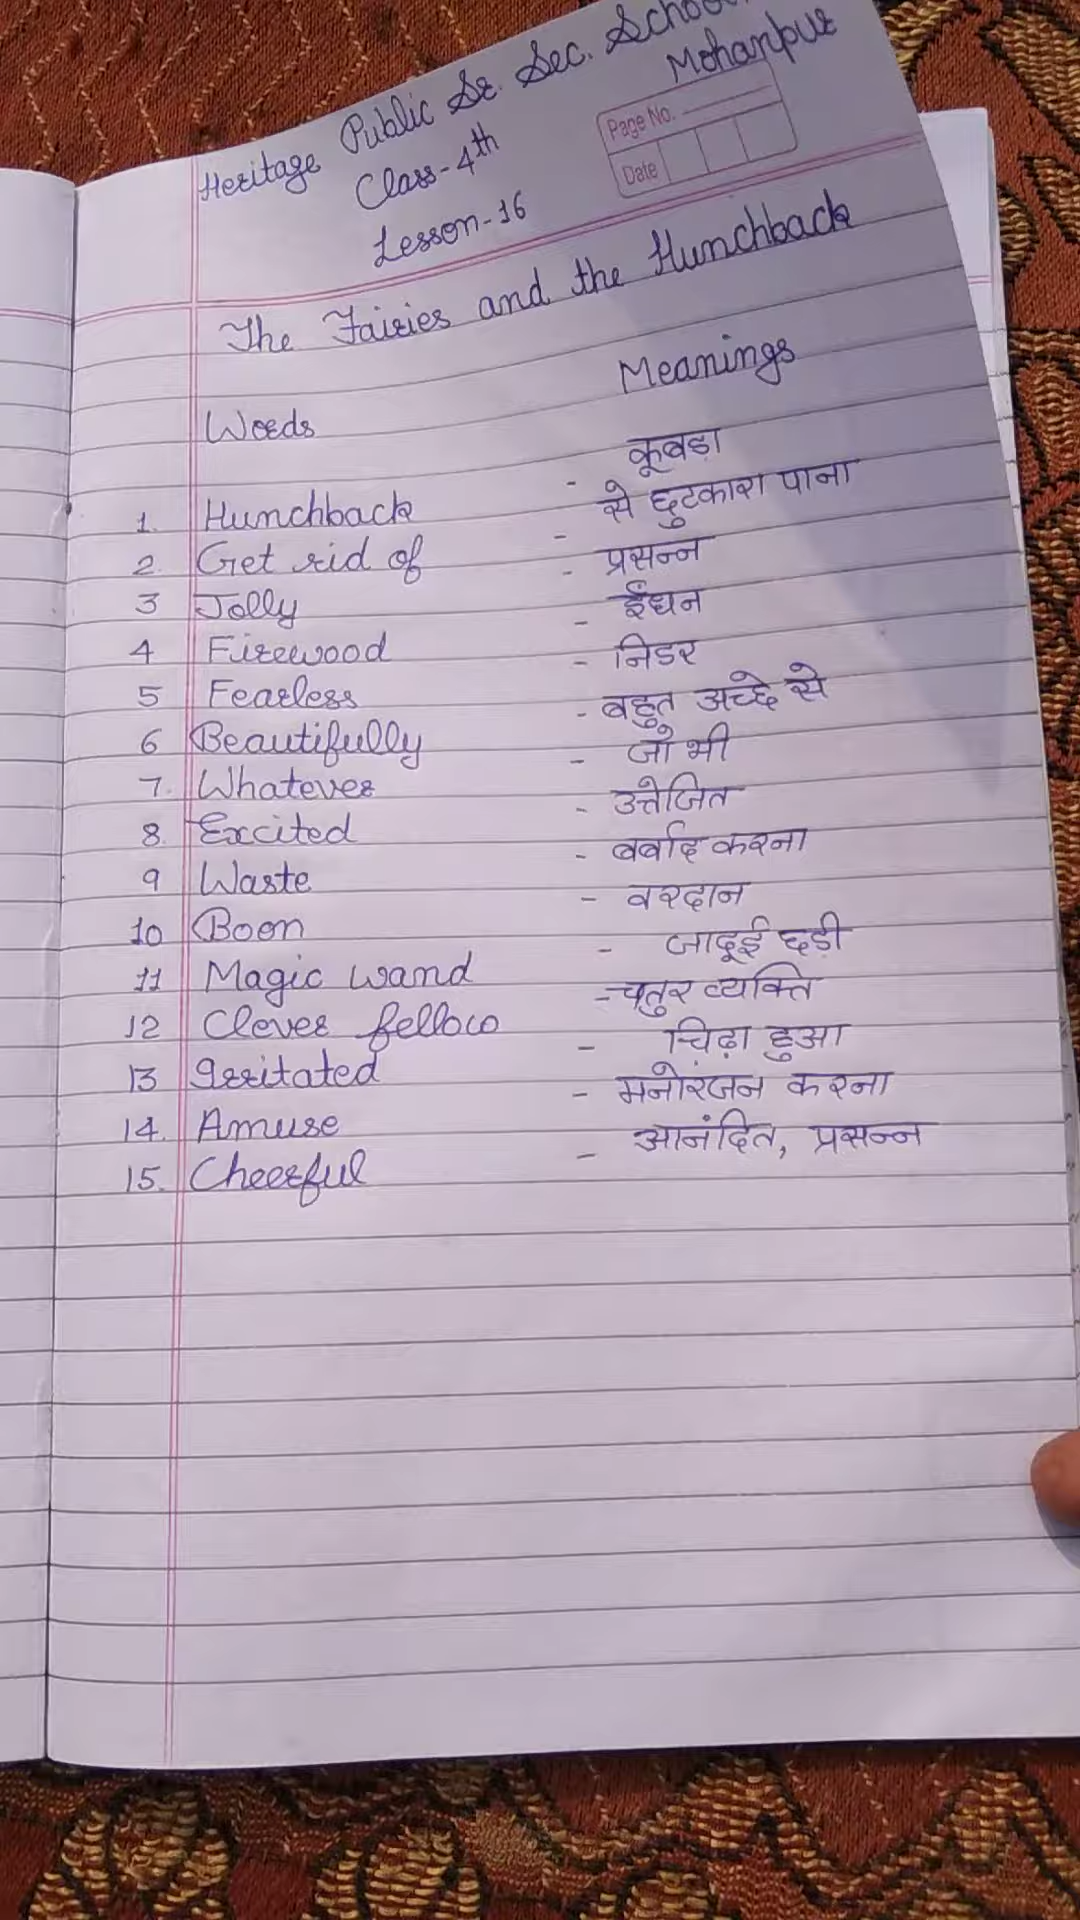 Heritage Public Sr. Sec. School,
Mohanpur
Class-4th
Page No.
Date
Lesson-16
The Fairies and the Hunchback
Words Meanings
1. Hunchback - कूबड़ा
2. Get rid of - से छुटकारा पाना
3 Jolly - प्रसन्न
4 Firewood - ईंधन
5 Fearless - निडर
6 Beautifully - बहुत अच्छे से
7. Whatever - जो भी
8. Excited - उत्तेजित
9 Waste - बर्बाद करना
10 Boon - वरदान
11 Magic wand - जादूई छड़ी
12 Clever fellow - चतुर व्यक्ति
13 Irritated - चिढ़ा हुआ
14. Amuse - मनोरंजन करना
15. Cheerful - आनंदित, प्रसन्न